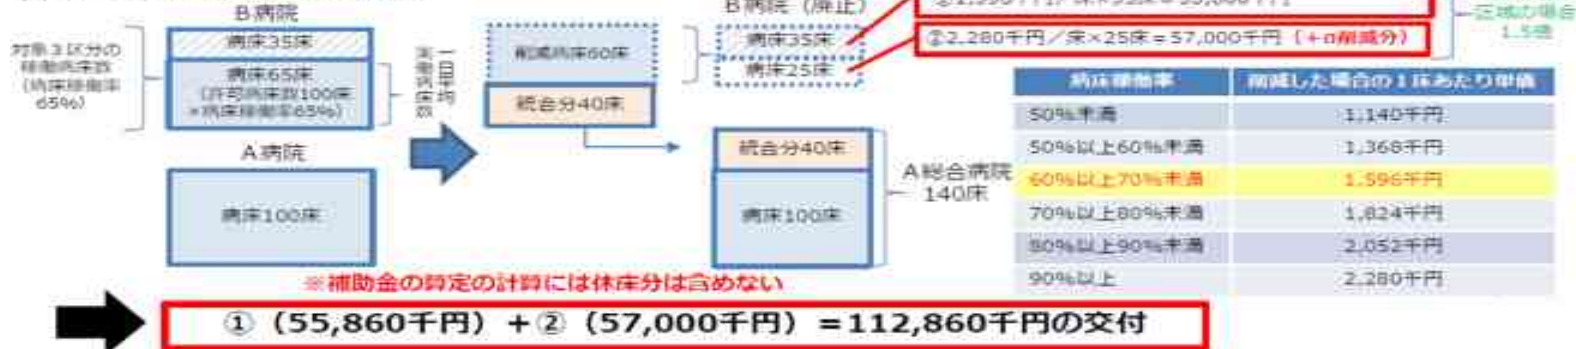 B病院
病床35床
病床65床
(許可病床数100床
×病床稼働率65%)
対象3区分の
稼働病床数
(病床稼働率
65%)
一日平均
実働病床数
A病院
病床100床
削減病床60床
統合分40床
B病院(廃止)
病床35床
病床25床
統合分40床
病床100床
A総合病院
140床
②2,280千円/床×25床=57,000千円(+α削減分)
区域の場合
1.5倍
病床稼働率 削減した場合の1床あたり単価
50%未満 1,140千円
50%以上60%未満 1,368千円
60%以上70%未満 1,596千円
70%以上80%未満 1,824千円
80%以上90%未満 2,052千円
90%以上 2,280千円
※補助金の算定の計算には休床分は含めない
①(55,860千円)+②(57,000千円)=112,860千円の交付